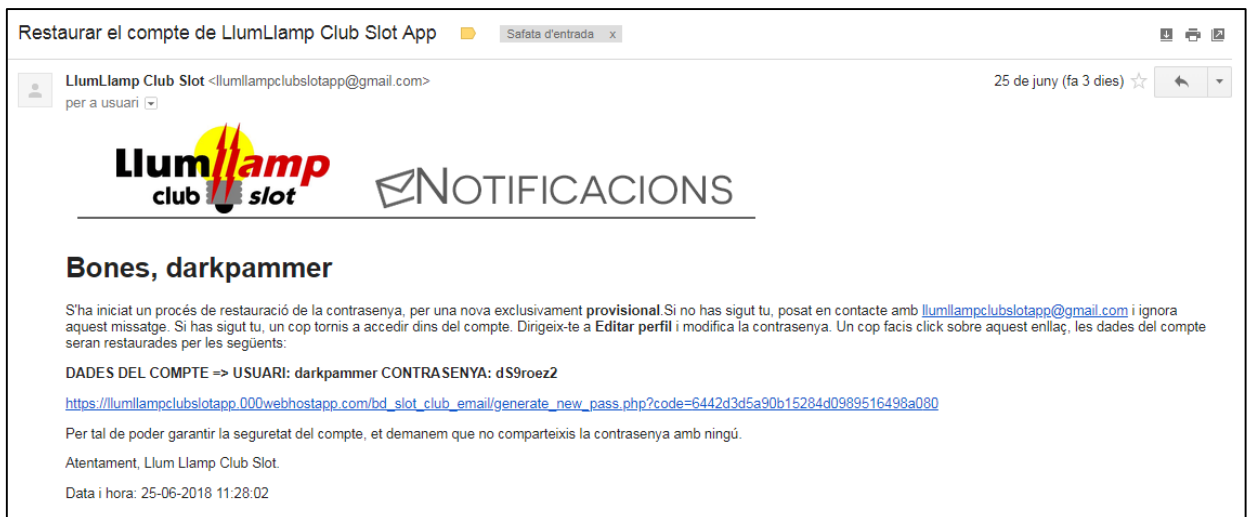 Restaurar el compte de LlumLlamp Club Slot App Safata d'entrada x
LlumLlamp Club Slot <llumllampclubslotapp@gmail.com> 25 de juny (fa 3 dies)
per a usuari
Llumllamp
club slot
NOTIFICACIONS
Bones, darkpammer
S'ha iniciat un procés de restauració de la contrasenya, per una nova exclusivament provisional.Si no has sigut tu, posat en contacte amb llumllampclubslotapp@gmail.com i ignora
aquest missatge. Si has sigut tu, un cop tornis a accedir dins del compte. Dirigeix-te a Editar perfil i modifica la contrasenya. Un cop facis click sobre aquest enllaç, les dades del compte
seran restaurades per les següents:
DADES DEL COMPTE => USUARI: darkpammer CONTRASENYA: dS9roez2
https://llumllampclubslotapp.000webhostapp.com/bd_slot_club_email/generate_new_pass.php?code=6442d3d5a90b15284d0989516498a080
Per tal de poder garantir la seguretat del compte, et demanem que no comparteixis la contrasenya amb ningú.
Atentament, Llum Llamp Club Slot.
Data i hora: 25-06-2018 11:28:02